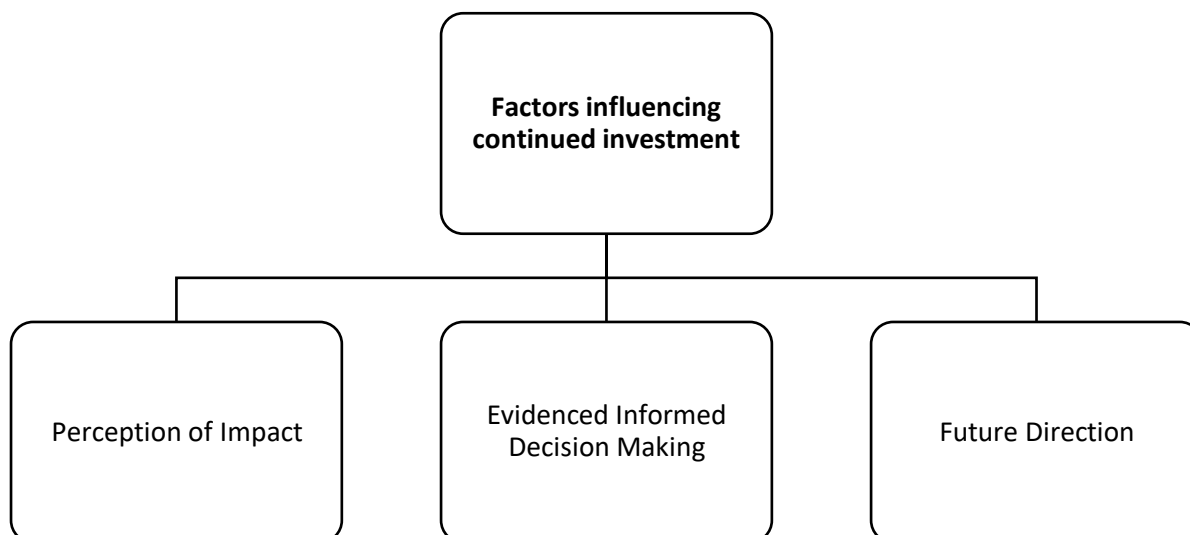 Factors influencing
continued investment
Perception of Impact
Evidenced Informed
Decision Making
Future Direction